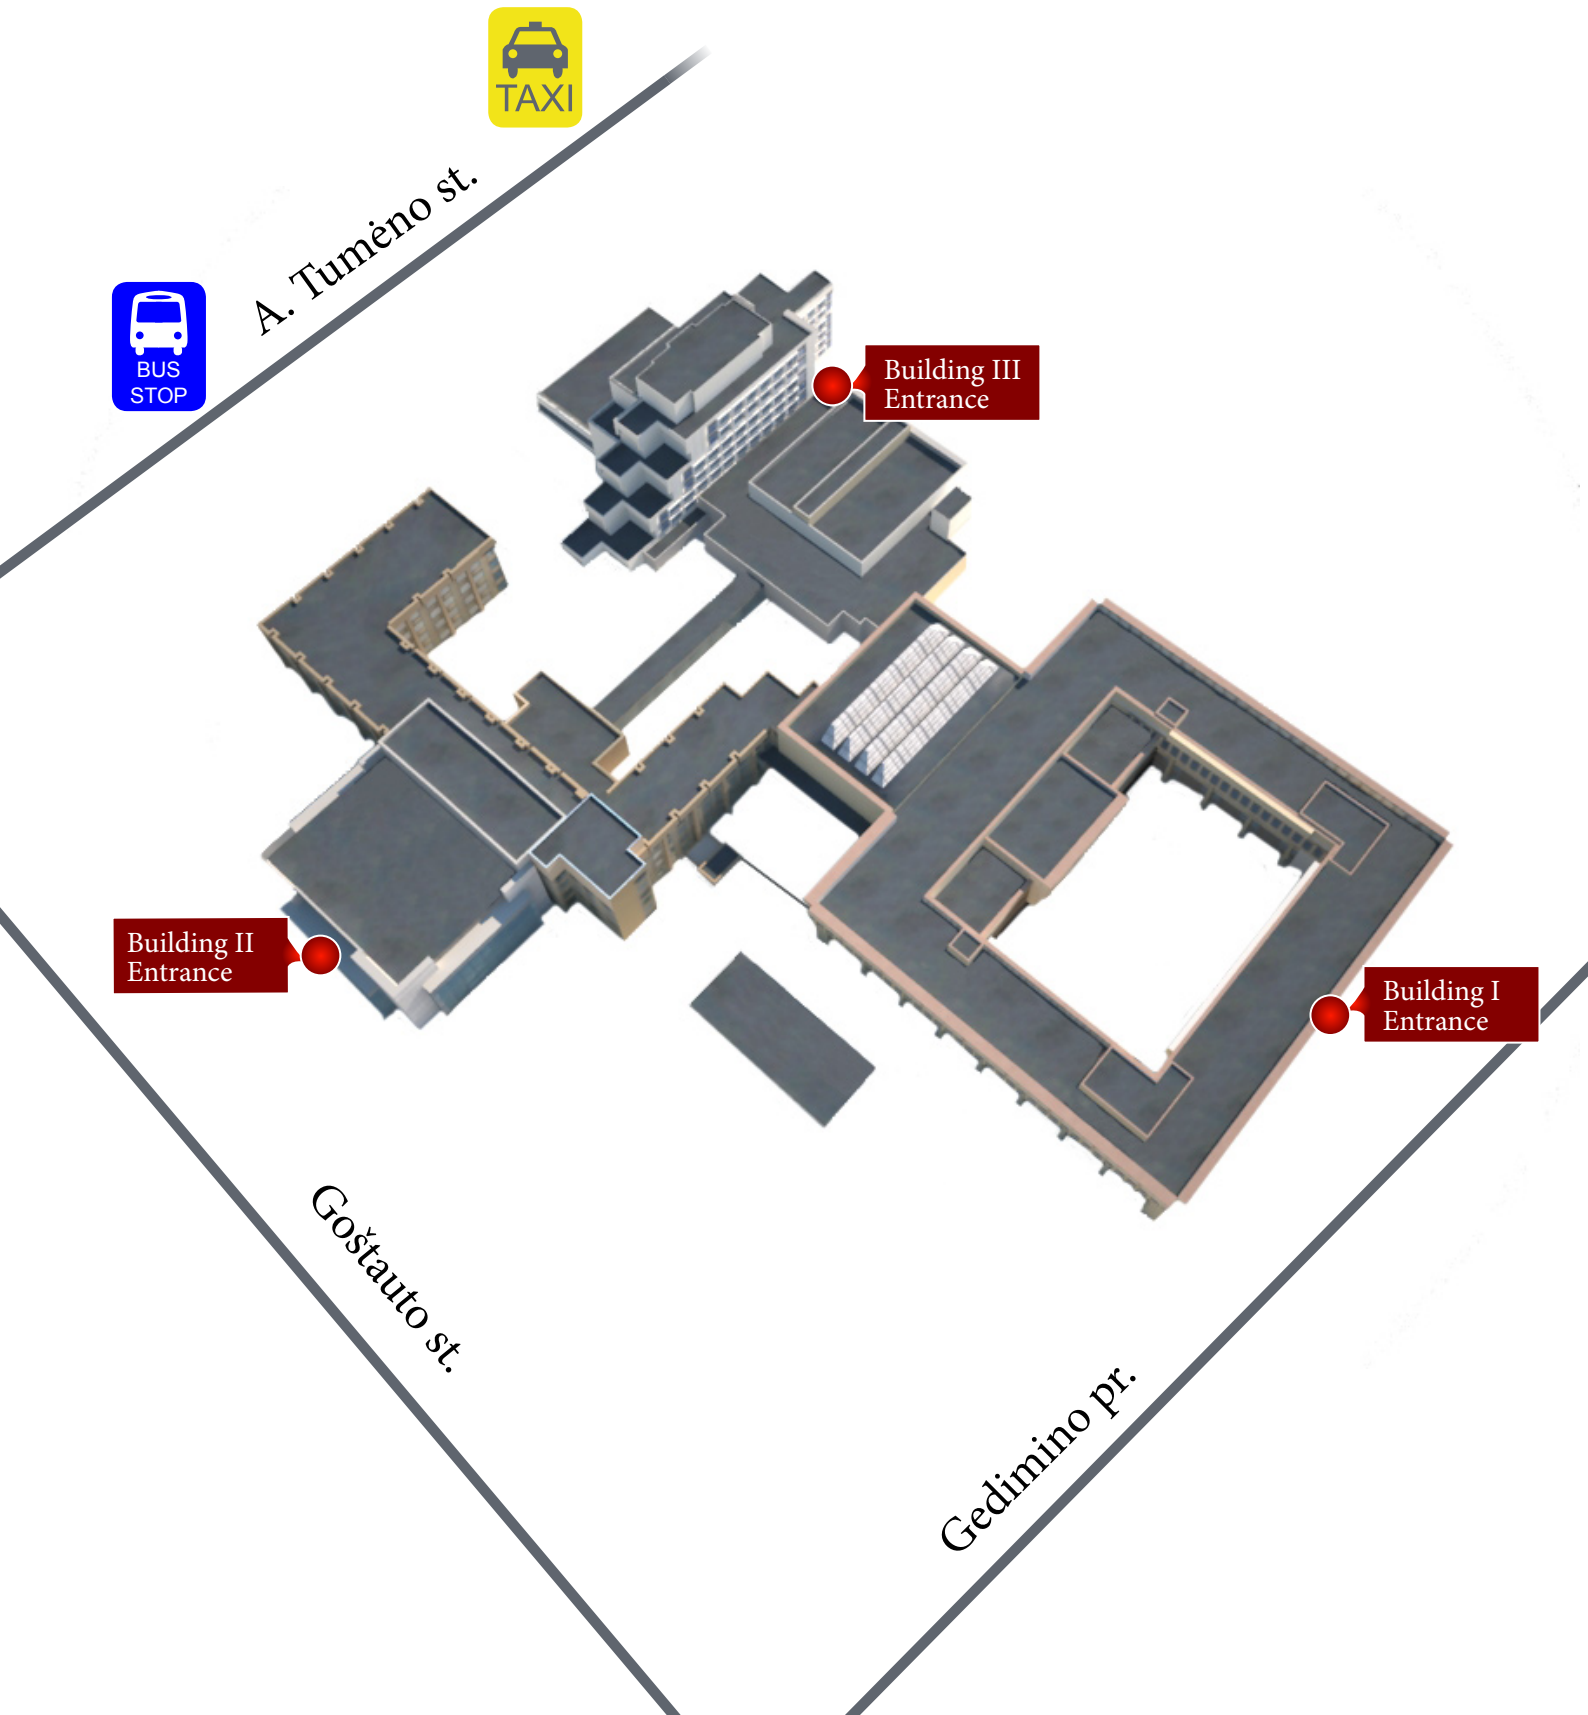 TAXI
A. Tumėno st.
BUS
STOP
Building III
Entrance
Building II
Entrance
Building I
Entrance
Goštauto st.
Gedimino pr.